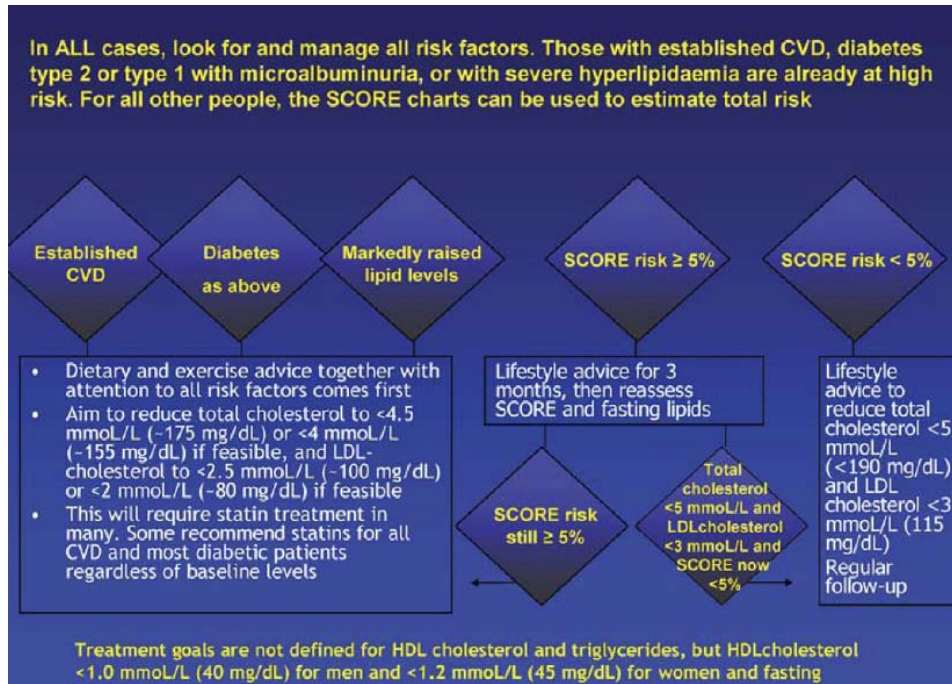 In ALL cases, look for and manage all risk factors. Those with established CVD, diabetes
type 2 or type 1 with microalbuminuria, or with severe hyperlipidaemia are already at high
risk. For all other people, the SCORE charts can be used to estimate total risk
Established
CVD
Diabetes
as above
Markedly raised
lipid levels
SCORE risk ≥ 5%
SCORE risk < 5%
• Dietary and exercise advice together with
attention to all risk factors comes first
• Aim to reduce total cholesterol to <4.5
mmoL/L (~175 mg/dL) or <4 mmoL/L
(~155 mg/dL) if feasible, and LDL-
cholesterol to <2.5 mmoL/L (~100 mg/dL)
or <2 mmoL/L (~80 mg/dL) if feasible
• This will require statin treatment in
many. Some recommend statins for all
CVD and most diabetic patients
regardless of baseline levels
Lifestyle advice for 3
months, then reassess
SCORE and fasting lipids
SCORE risk
still ≥ 5%
Total
cholesterol
<5 mmoL/L and
LDLcholesterol
<3 mmoL/L and
SCORE now
<5%
Lifestyle
advice to
reduce total
cholesterol <5
mmoL/L
(<190 mg/dL)
and LDL
cholesterol <3
mmoL/L (115
mg/dL)
Regular
follow-up
Treatment goals are not defined for HDL cholesterol and triglycerides, but HDLcholesterol
<1.0 mmoL/L (40 mg/dL) for men and <1.2 mmoL/L (45 mg/dL) for women and fasting